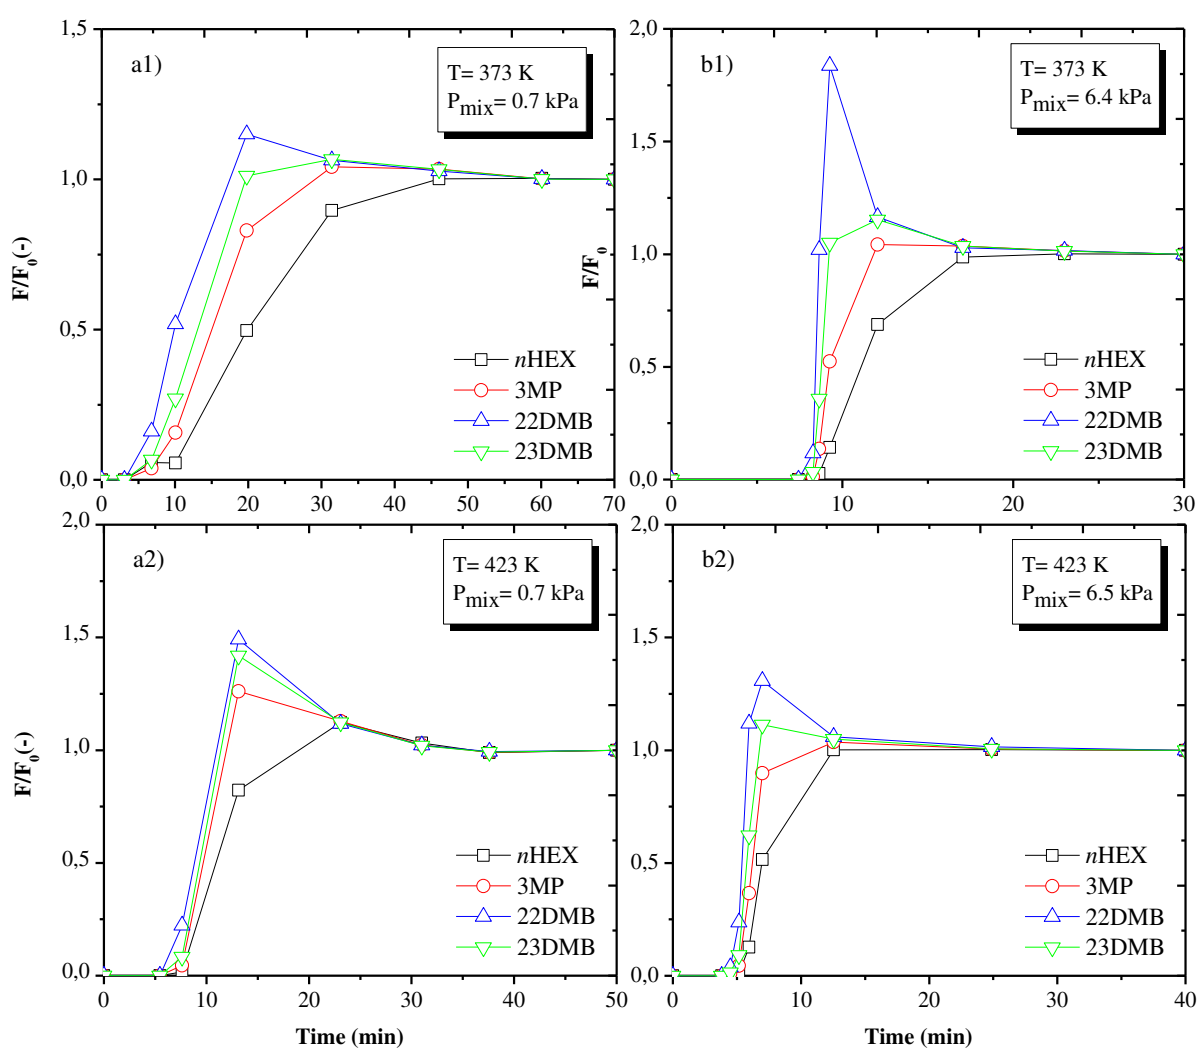 a1)
T= 373 K
Pmix= 0.7 kPa
F/F0(-)
1,5
1,0
0,5
0,0
nHEX
3MP
22DMB
23DMB
0 10 20 30 40 50 60 70
b1)
T= 373 K
Pmix= 6.4 kPa
F/F0
2,0
1,5
1,0
0,5
0,0
nHEX
3MP
22DMB
23DMB
0 10 20 30
a2)
T= 423 K
Pmix= 0.7 kPa
F/F0(-)
2,0
1,5
1,0
0,5
0,0
nHEX
3MP
22DMB
23DMB
0 10 20 30 40 50
Time (min)
b2)
T= 423 K
Pmix= 6.5 kPa
2,0
1,5
1,0
0,5
0,0
nHEX
3MP
22DMB
23DMB
0 10 20 30 40
Time (min)